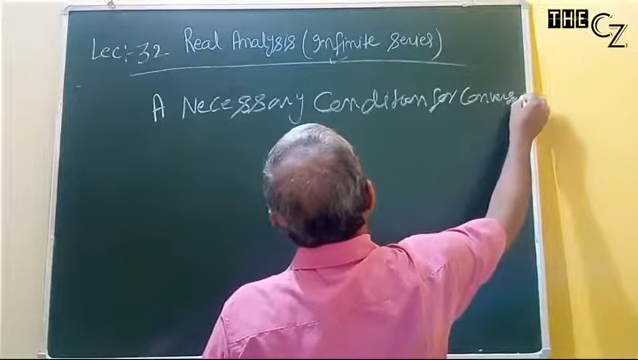 THE CZ
Lec:-32- Real Analysis (Infinite Series)
A Necessary Condition for Converg